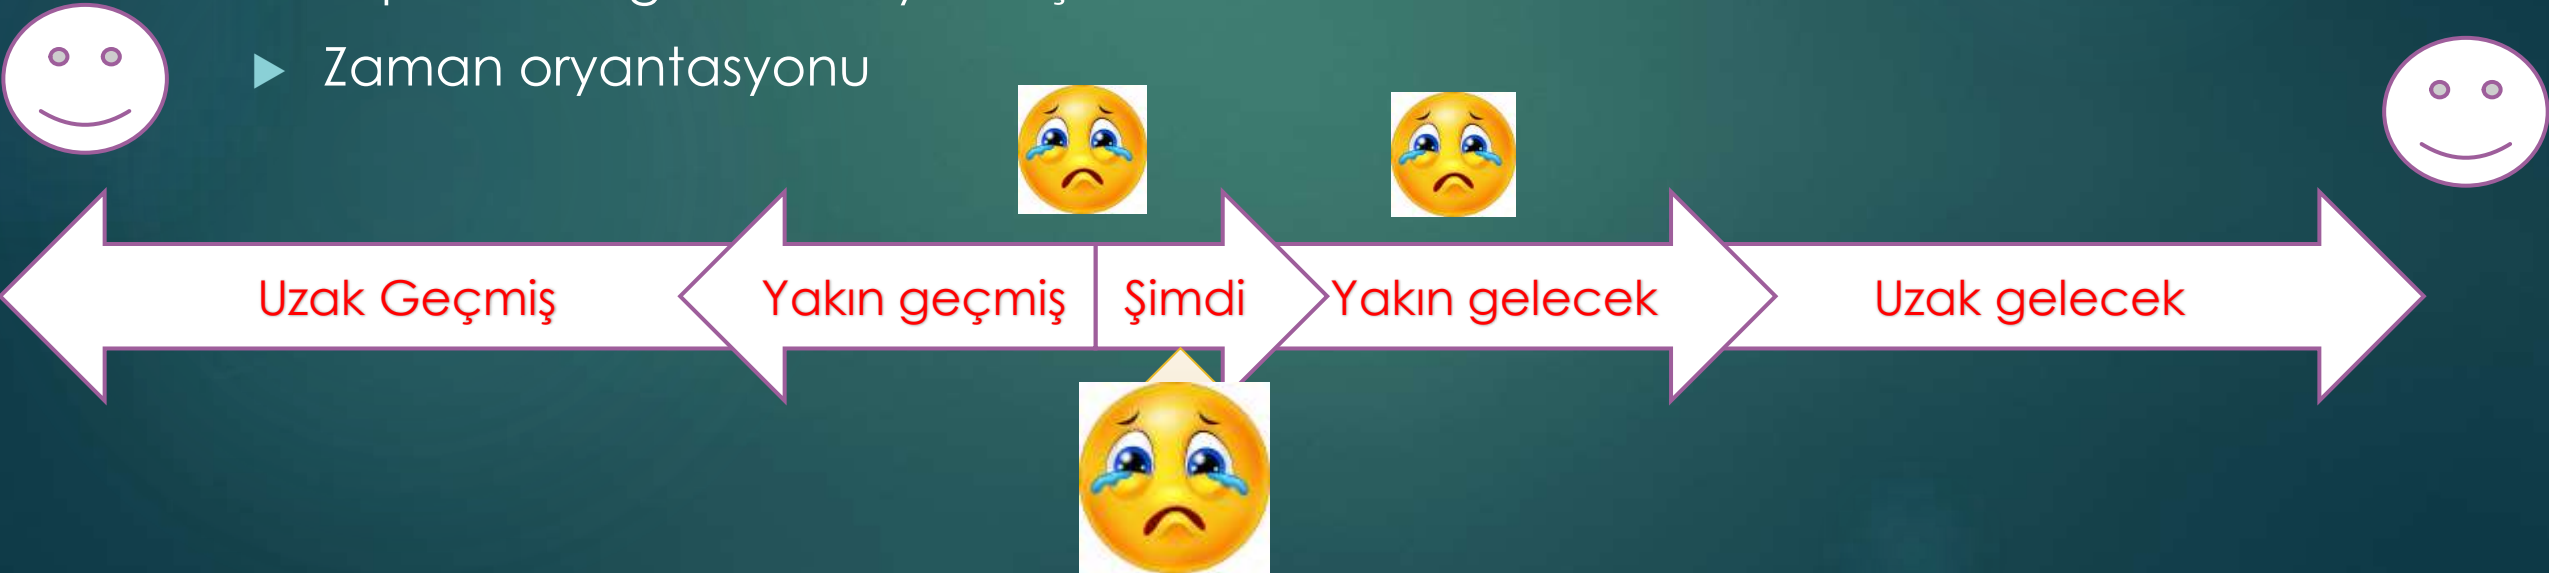 Zaman oryantasyonu
Uzak Geçmiş Yakın geçmiş Şimdi Yakın gelecek Uzak gelecek